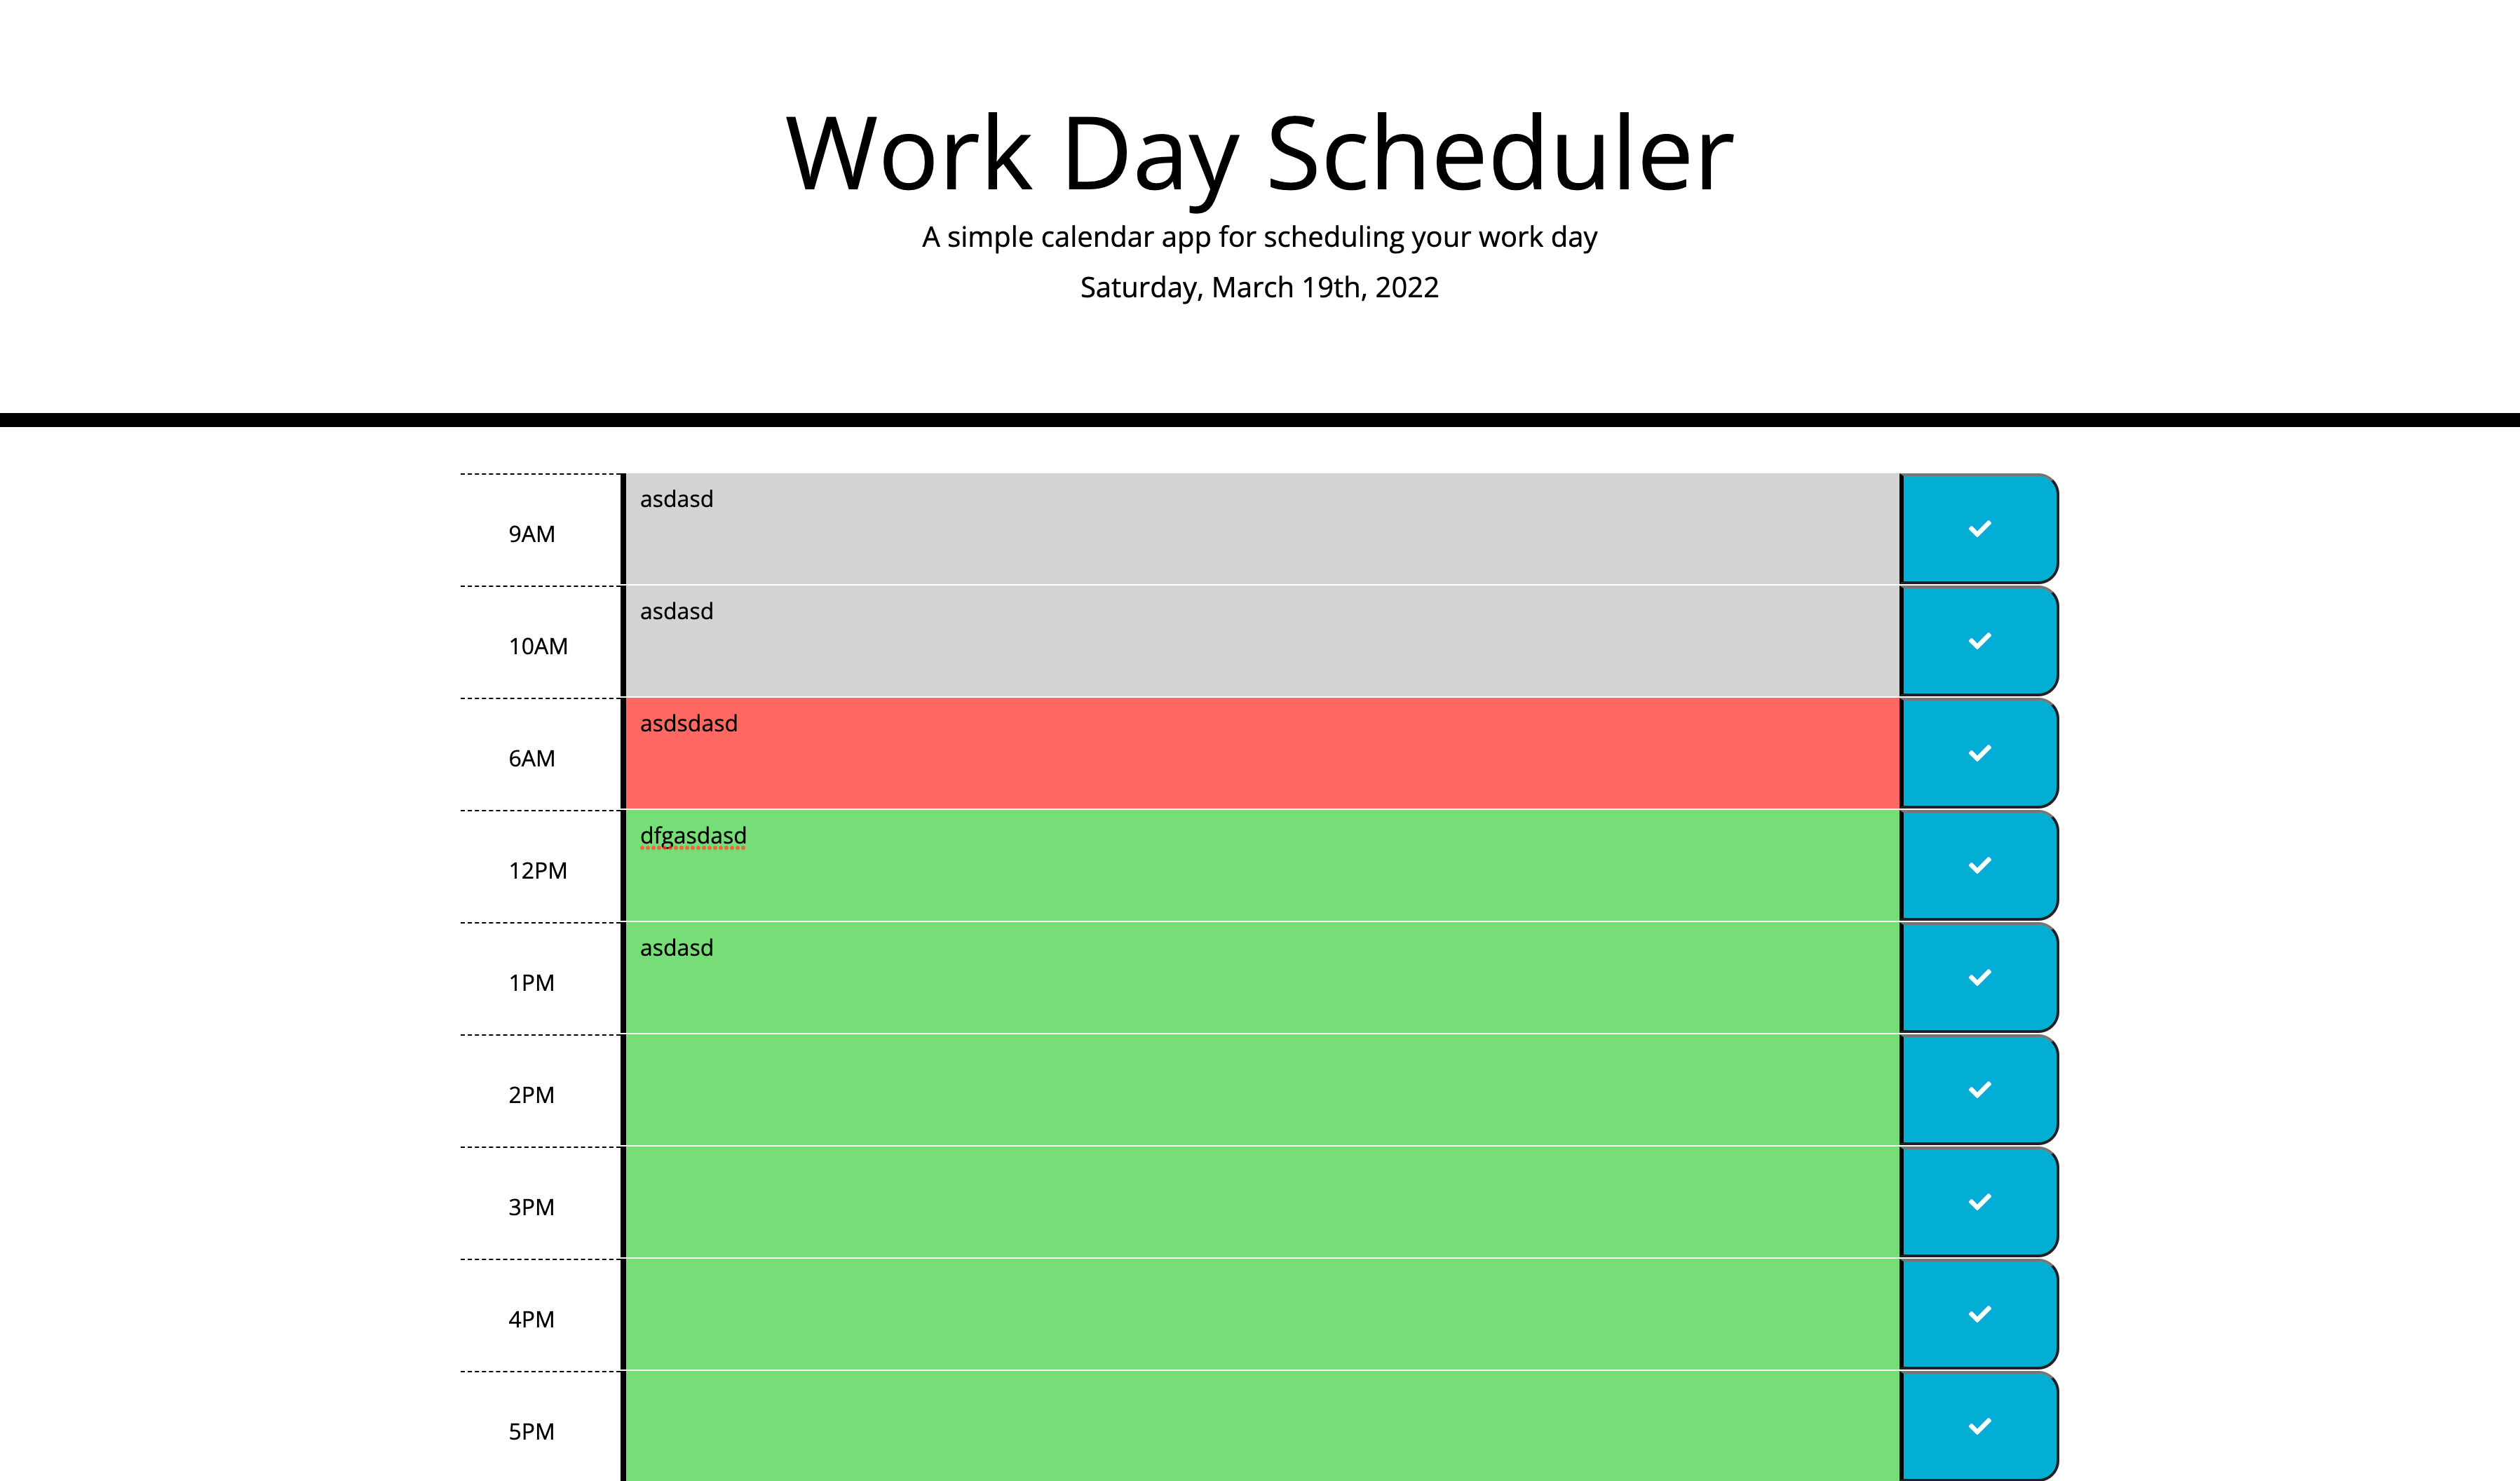 Work Day Scheduler
A simple calendar app for scheduling your work day
Saturday, March 19th, 2022
9AM asdasd
10AM asdasd
6AM asdsdasd
12PM dfgasdasd
1PM asdasd
2PM
3PM
4PM
5PM